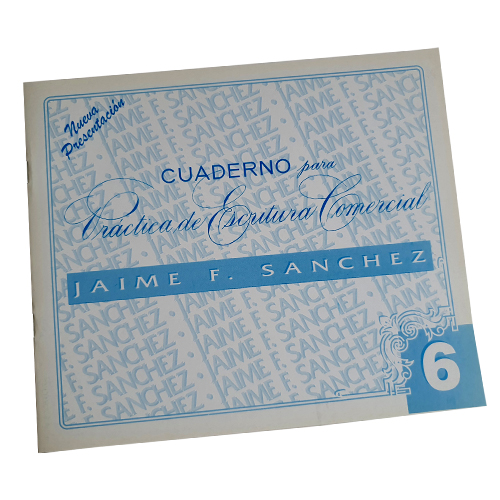 Nueva
Presentación
CUADERNO para
Práctica de Escritura Comercial
JAIME F. SANCHEZ
6